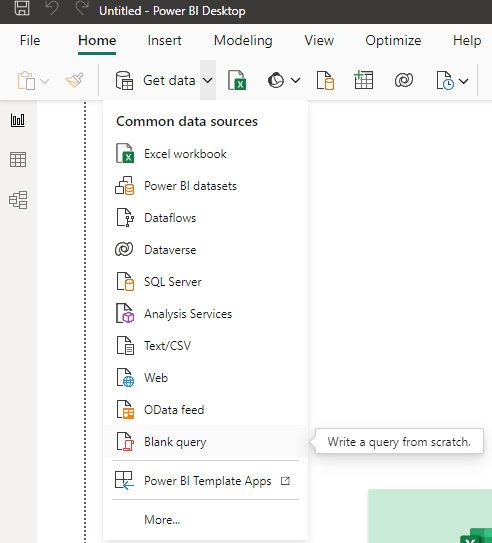 Untitled - Power BI Desktop
File Home Insert Modeling View Optimize Help
Get data
Common data sources
Excel workbook
Power BI datasets
Dataflows
Dataverse
SQL Server
Analysis Services
Text/CSV
Web
OData feed
Blank query
Write a query from scratch.
Power BI Template Apps
More...